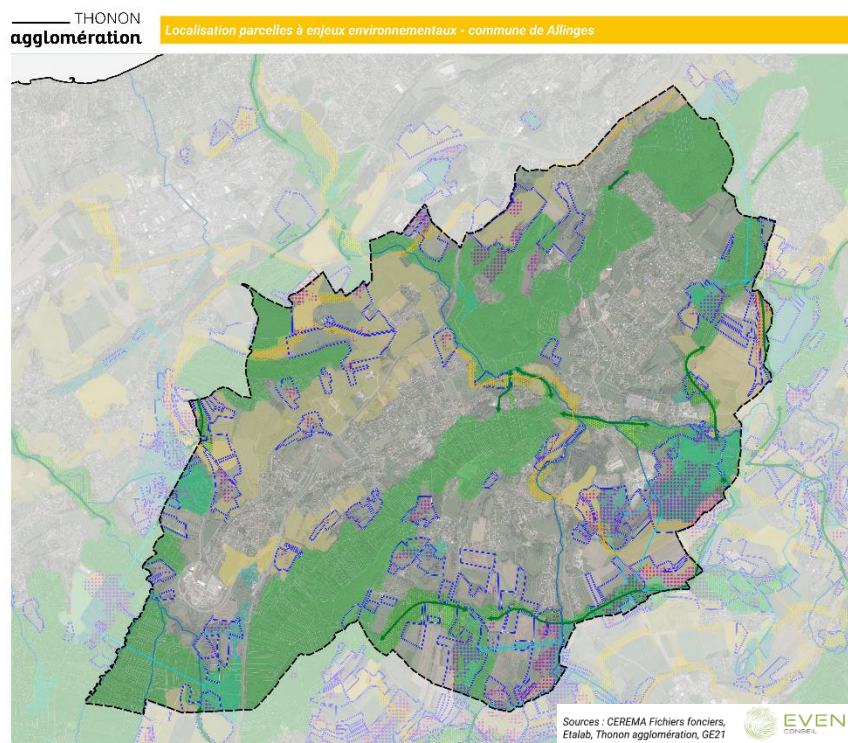 THONON
agglomération
Localisation parcelles à enjeux environnementaux - commune de Allinges
Sources : CEREMA Fichiers fonciers,
Etalab, Thonon agglomération, GE21
EVEN
CONSEIL